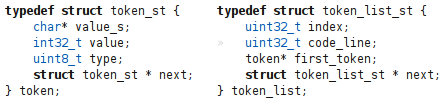 typedef struct token_st {
    char* value_s;
    int32_t value;
    uint8_t type;
    struct token_st * next;
} token;
typedef struct token_list_st {
    uint32_t index;
»   uint32_t code_line;
    token* first_token;
    struct token_list_st * next;
} token_list;